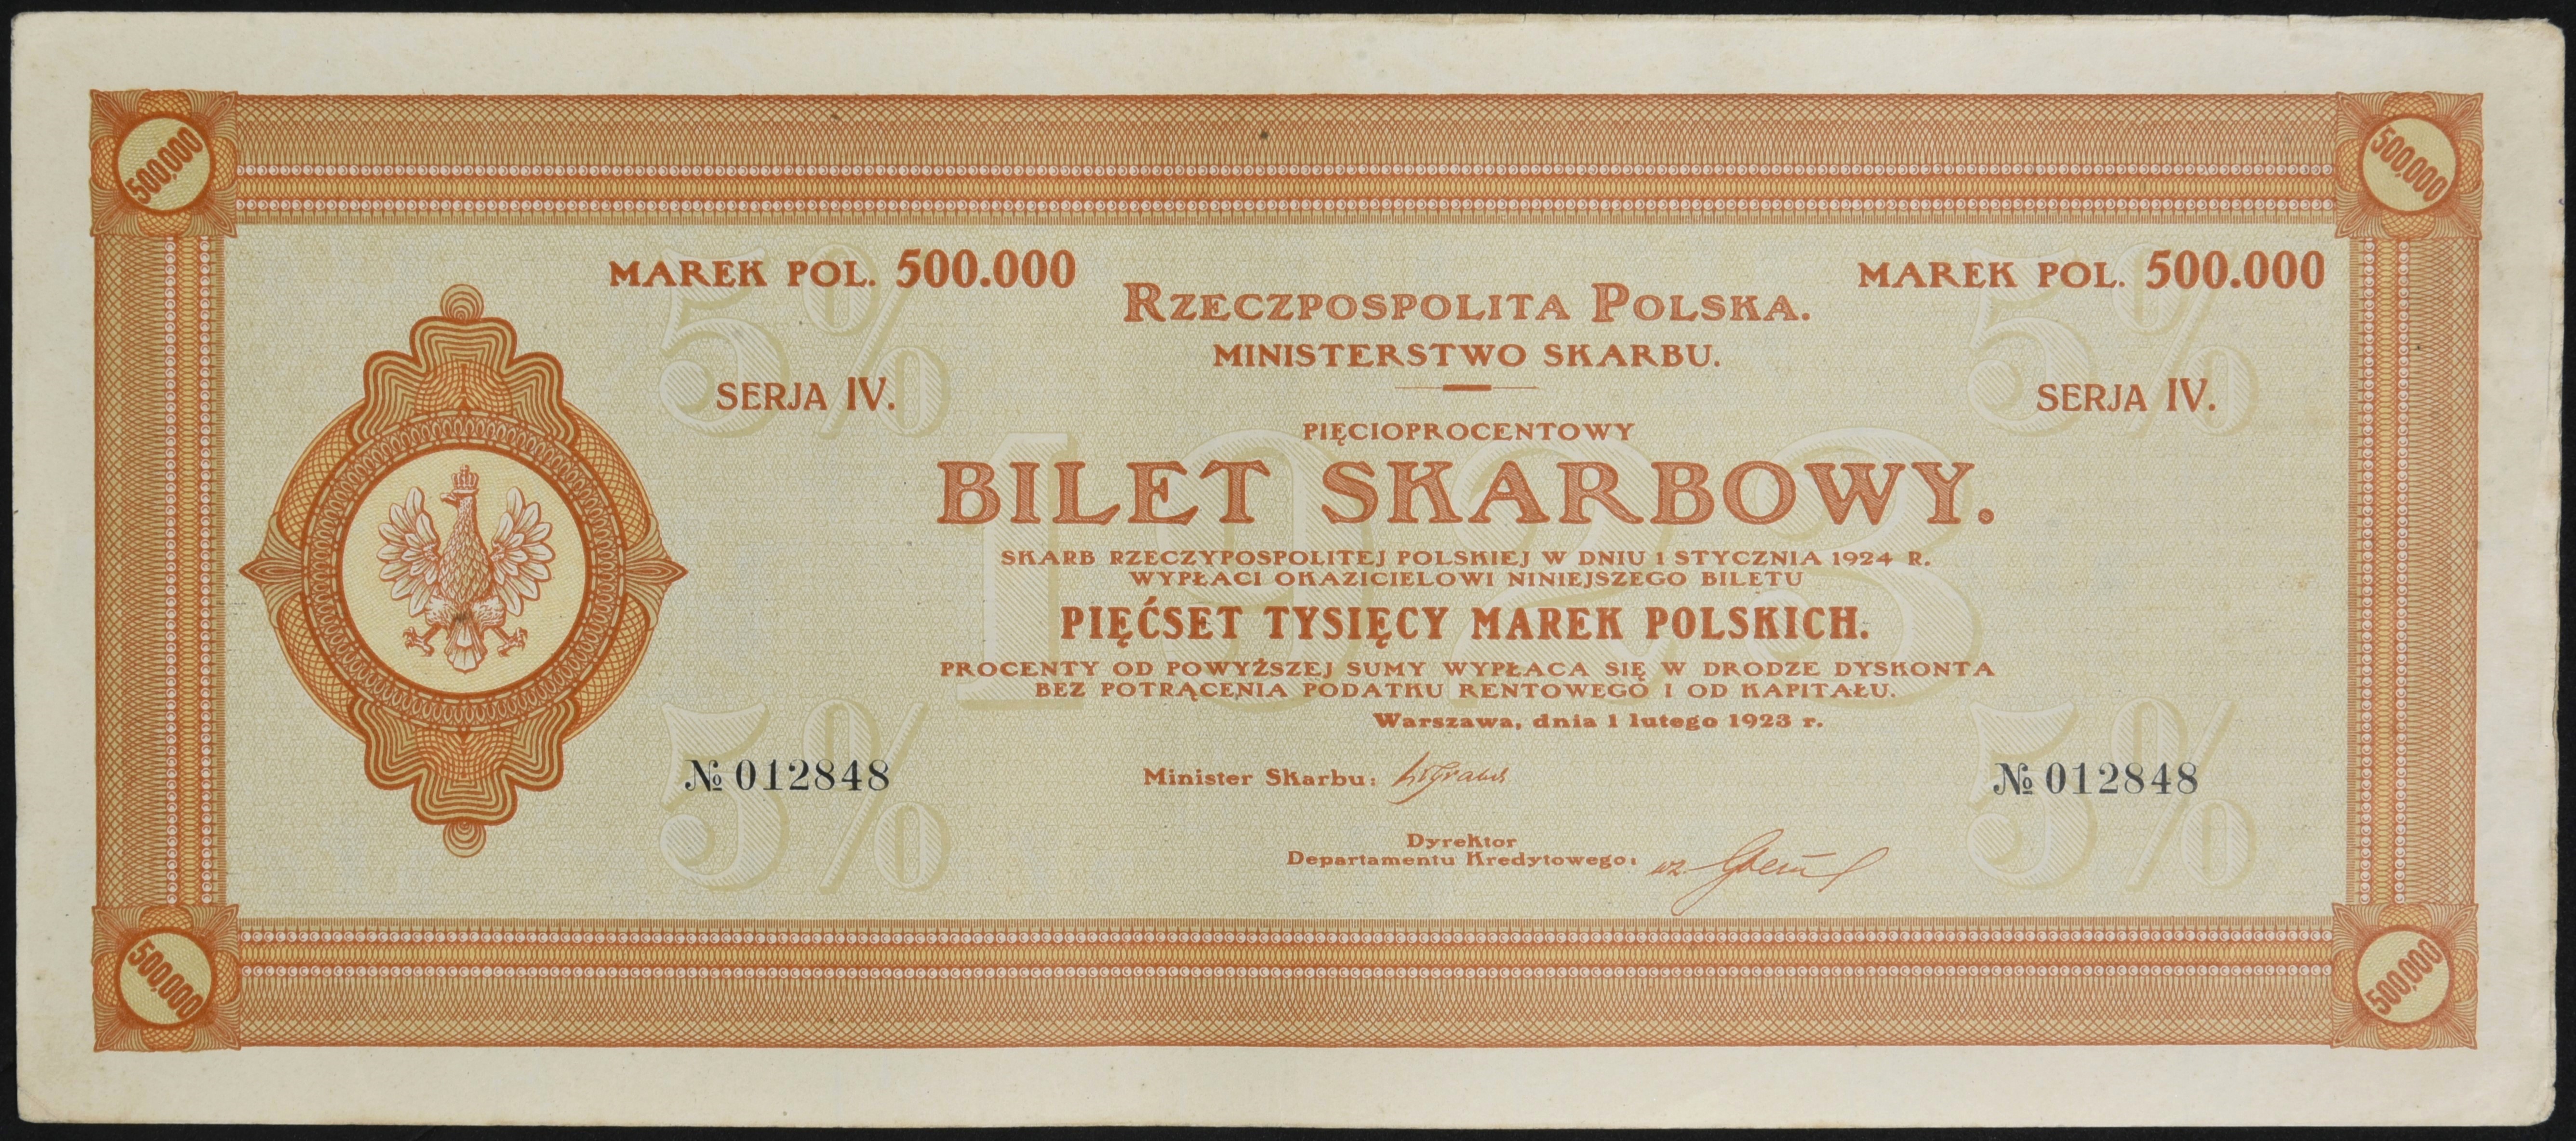 500,000
500,000
MAREK POL. 500.000
MAREK POL. 500.000
RZECZPOSPOLITA POLSKA.
MINISTERSTWO SKARBU.
5%
5%
SERJA IV.
SERJA IV.
PIĘCIOPROCENTOWY
1923
BILET SKARBOWY.
SKARB RZECZYPOSPOLITEJ POLSKIEJ W DNIU 1 STYCZNIA 1924 R.
WYPŁACI OKAZICIELOWI NINIEJSZEGO BILETU
PIĘĆSET TYSIĘCY MAREK POLSKICH.
PROCENTY OD POWYŻSZEJ SUMY WYPŁACA SIĘ W DRODZE DYSKONTA
BEZ POTRĄCENIA PODATKU RENTOWEGO I OD KAPITAŁU.
Warszawa, dnia 1 lutego 1923 r.
5%
5%
№ 012848
Minister Skarbu:
№ 012848
Dyrektor
Departamentu Kredytowego:
500,000
500,000